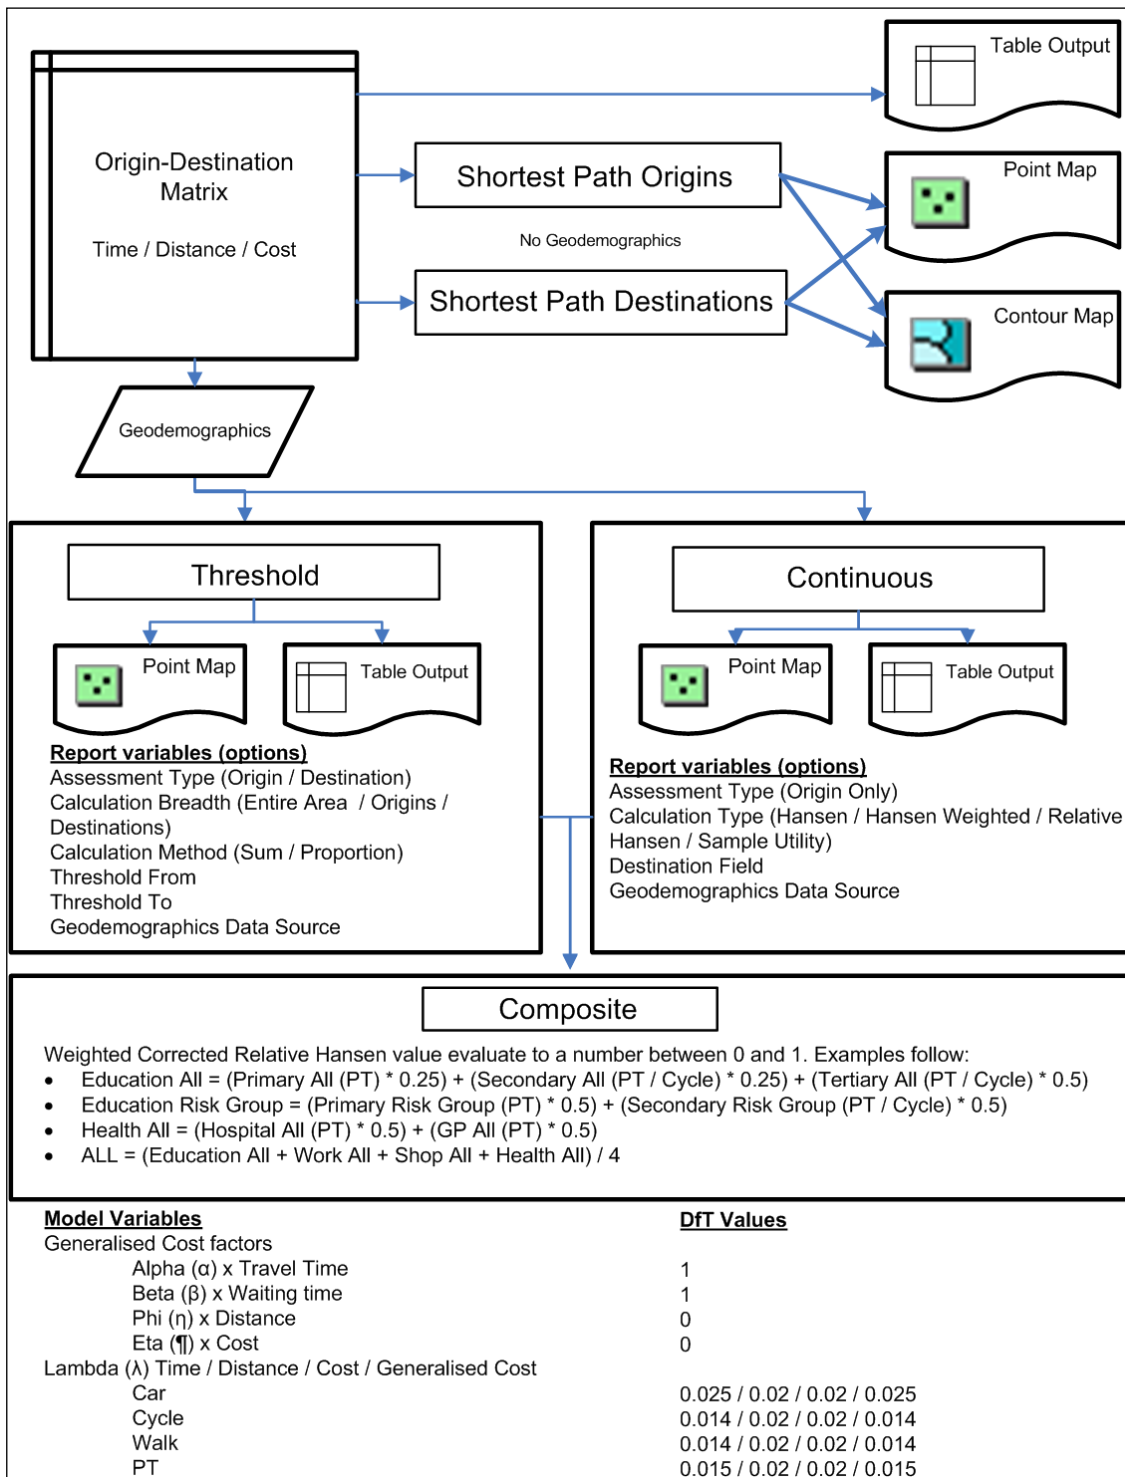 Table Output
Origin-Destination
Matrix
Time / Distance / Cost
Shortest Path Origins
Point Map
No Geodemographics
Shortest Path Destinations
Contour Map
Geodemographics
Threshold
Point Map
Table Output
Report variables (options)
Assessment Type (Origin / Destination)
Calculation Breadth (Entire Area / Origins /
Destinations)
Calculation Method (Sum / Proportion)
Threshold From
Threshold To
Geodemographics Data Source
Continuous
Point Map
Table Output
Report variables (options)
Assessment Type (Origin Only)
Calculation Type (Hansen / Hansen Weighted / Relative
Hansen / Sample Utility)
Destination Field
Geodemographics Data Source
Composite
Weighted Corrected Relative Hansen value evaluate to a number between 0 and 1. Examples follow:
• Education All = (Primary All (PT) * 0.25) + (Secondary All (PT / Cycle) * 0.25) + (Tertiary All (PT / Cycle) * 0.5)
• Education Risk Group = (Primary Risk Group (PT) * 0.5) + (Secondary Risk Group (PT / Cycle) * 0.5)
• Health All = (Hospital All (PT) * 0.5) + (GP All (PT) * 0.5)
• ALL = (Education All + Work All + Shop All + Health All) / 4
Model Variables DfT Values
Generalised Cost factors
Alpha (α) x Travel Time 1
Beta (β) x Waiting time 1
Phi (η) x Distance 0
Eta (¶) x Cost 0
Lambda (λ) Time / Distance / Cost / Generalised Cost
Car 0.025 / 0.02 / 0.02 / 0.025
Cycle 0.014 / 0.02 / 0.02 / 0.014
Walk 0.014 / 0.02 / 0.02 / 0.014
PT 0.015 / 0.02 / 0.02 / 0.015